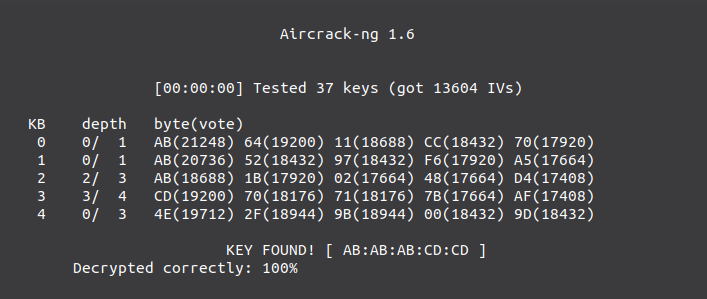 Aircrack-ng 1.6
[00:00:00] Tested 37 keys (got 13604 IVs)
KB    depth   byte(vote)
0    0/  1   AB(21248) 64(19200) 11(18688) CC(18432) 70(17920)
1    0/  1   AB(20736) 52(18432) 97(18432) F6(17920) A5(17664)
2    2/  3   AB(18688) 1B(17920) 02(17664) 48(17664) D4(17408)
3    3/  4   CD(19200) 70(18176) 71(18176) 7B(17664) AF(17408)
4    0/  3   4E(19712) 2F(18944) 9B(18944) 00(18432) 9D(18432)
KEY FOUND! [ AB:AB:AB:CD:CD ]
Decrypted correctly: 100%